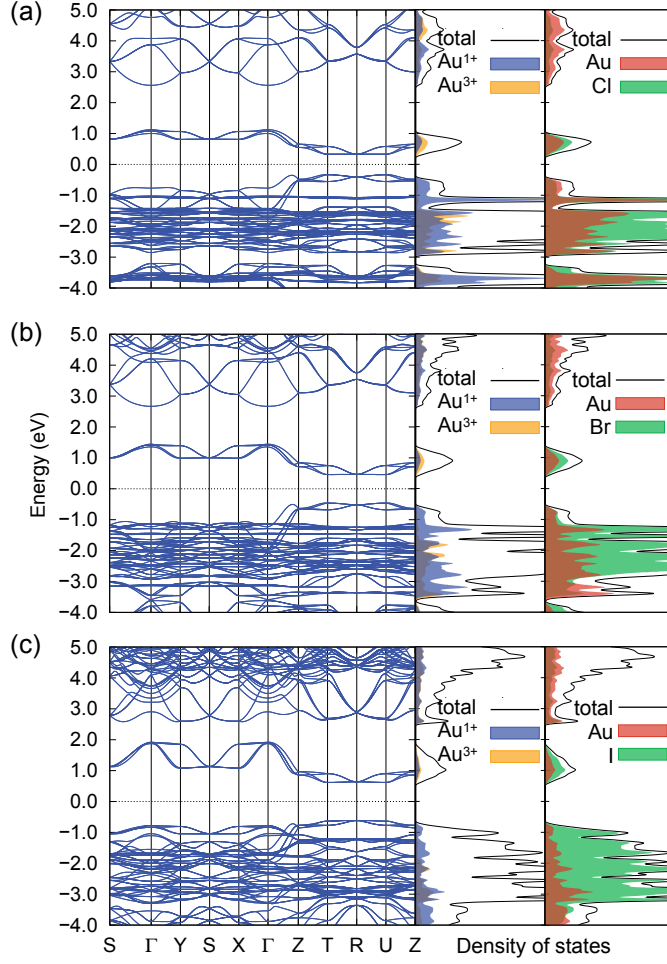 (a)
5.0
4.0
3.0
2.0
1.0
0.0
−1.0
−2.0
−3.0
−4.0
total
Au1+
Au3+
total
Au
Cl
(b)
Energy (eV)
5.0
4.0
3.0
2.0
1.0
0.0
−1.0
−2.0
−3.0
−4.0
total
Au1+
Au3+
total
Au
Br
(c)
5.0
4.0
3.0
2.0
1.0
0.0
−1.0
−2.0
−3.0
−4.0
total
Au1+
Au3+
total
Au
I
S Γ Y S X Γ Z T R U Z
Density of states